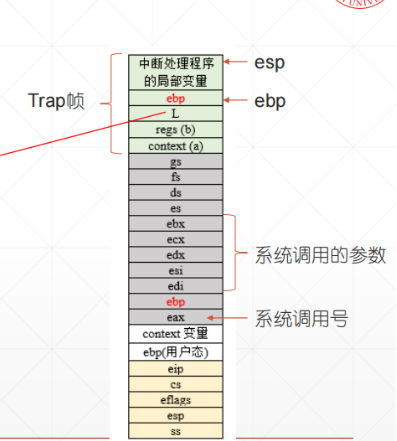 中断处理程序
的局部变量
esp
Trap帧
ebp
ebp
L
regs (b)
context (a)
gs
fs
ds
es
ebx
ecx
edx
esi
edi
系统调用的参数
ebp
eax
系统调用号
context 变量
ebp(用户态)
eip
cs
eflags
esp
ss